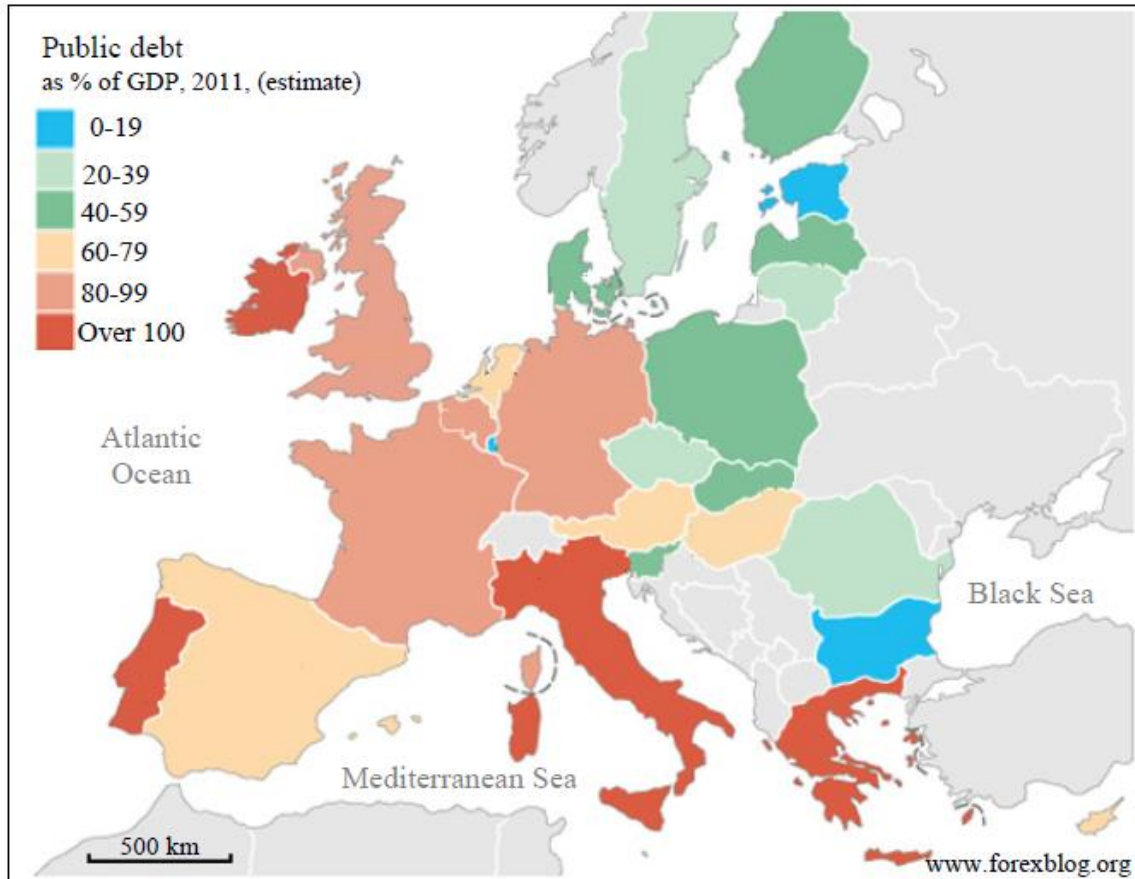 Public debt
as % of GDP, 2011, (estimate)
0-19
20-39
40-59
60-79
80-99
Over 100
Atlantic
Ocean
Black Sea
Mediterranean Sea
500 km
www.forexblog.org